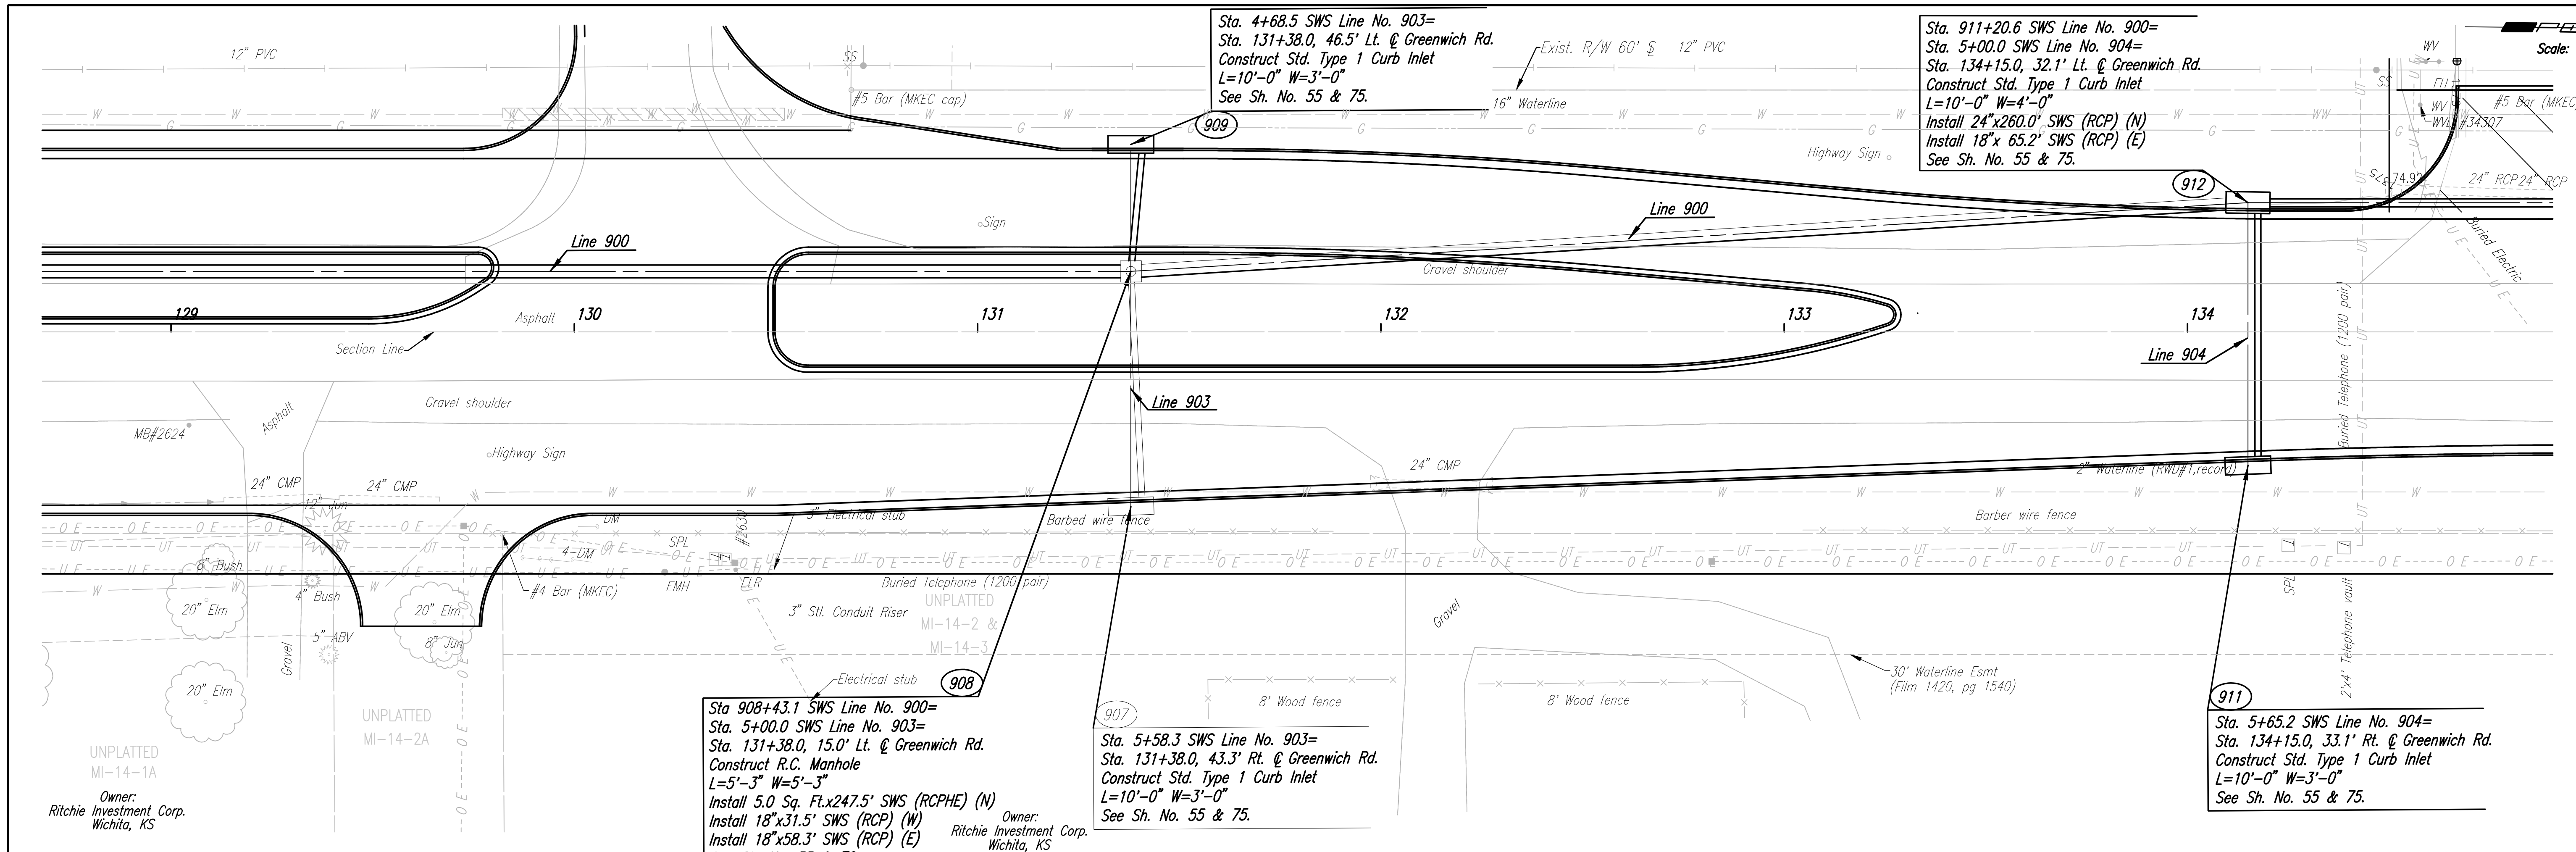 Sta. 4+68.5 SWS Line No. 903=
Sta. 131+38.0, 46.5' Lt. ℄ Greenwich Rd.
Construct Std. Type 1 Curb Inlet
L=10'-0" W=3'-0"
See Sh. No. 55 & 75.
909
Sta. 911+20.6 SWS Line No. 900=
Sta. 5+00.0 SWS Line No. 904=
Sta. 134+15.0, 32.1' Lt. ℄ Greenwich Rd.
Construct Std. Type 1 Curb Inlet
L=10'-0" W=4'-0"
Install 24"x260.0' SWS (RCP) (N)
Install 18"x 65.2' SWS (RCP) (E)
See Sh. No. 55 & 75.
912
Scale:
12" PVC
SS
#5 Bar (MKEC cap)
Exist. R/W 60' ℄
12" PVC
16" Waterline
WV
SS
FH
WV
#5 Bar (MKEC
WVL #34307
Highway Sign
74.92
24" RCP
24" RCP
Buried Electric
Sign
Line 900
Line 900
Gravel shoulder
129
130
131
132
133
134
Asphalt
Section Line
Line 904
Buried Telephone (1200 pair)
Line 903
Gravel shoulder
Asphalt
MB#2624
Highway Sign
24" CMP
24" CMP
24" CMP
2" Waterline (RWD#1,record)
12" Jun
3" Electrical stub
Barbed wire fence
Barber wire fence
DM
4-DM
SPL
#2630
8" Bush
4" Bush
#4 Bar (MKEC)
EMH
ELR
Buried Telephone (1200 pair)
20" Elm
20" Elm
5" ABV
8" Jun
Gravel
20" Elm
3" Stl. Conduit Riser
UNPLATTED
MI-14-2 &
MI-14-3
Gravel
SPL
2'x4' Telephone vault
Electrical stub
8' Wood fence
8' Wood fence
30' Waterline Esmt
(Film 1420, pg 1540)
UNPLATTED
MI-14-2A
UNPLATTED
MI-14-1A
Owner:
Ritchie Investment Corp.
Wichita, KS
908
Sta 908+43.1 SWS Line No. 900=
Sta. 5+00.0 SWS Line No. 903=
Sta. 131+38.0, 15.0' Lt. ℄ Greenwich Rd.
Construct R.C. Manhole
L=5'-3" W=5'-3"
Install 5.0 Sq. Ft.x247.5' SWS (RCPHE) (N)
Install 18"x31.5' SWS (RCP) (W)
Install 18"x58.3' SWS (RCP) (E)
Owner:
Ritchie Investment Corp.
Wichita, KS
907
Sta. 5+58.3 SWS Line No. 903=
Sta. 131+38.0, 43.3' Rt. ℄ Greenwich Rd.
Construct Std. Type 1 Curb Inlet
L=10'-0" W=3'-0"
See Sh. No. 55 & 75.
911
Sta. 5+65.2 SWS Line No. 904=
Sta. 134+15.0, 33.1' Rt. ℄ Greenwich Rd.
Construct Std. Type 1 Curb Inlet
L=10'-0" W=3'-0"
See Sh. No. 55 & 75.